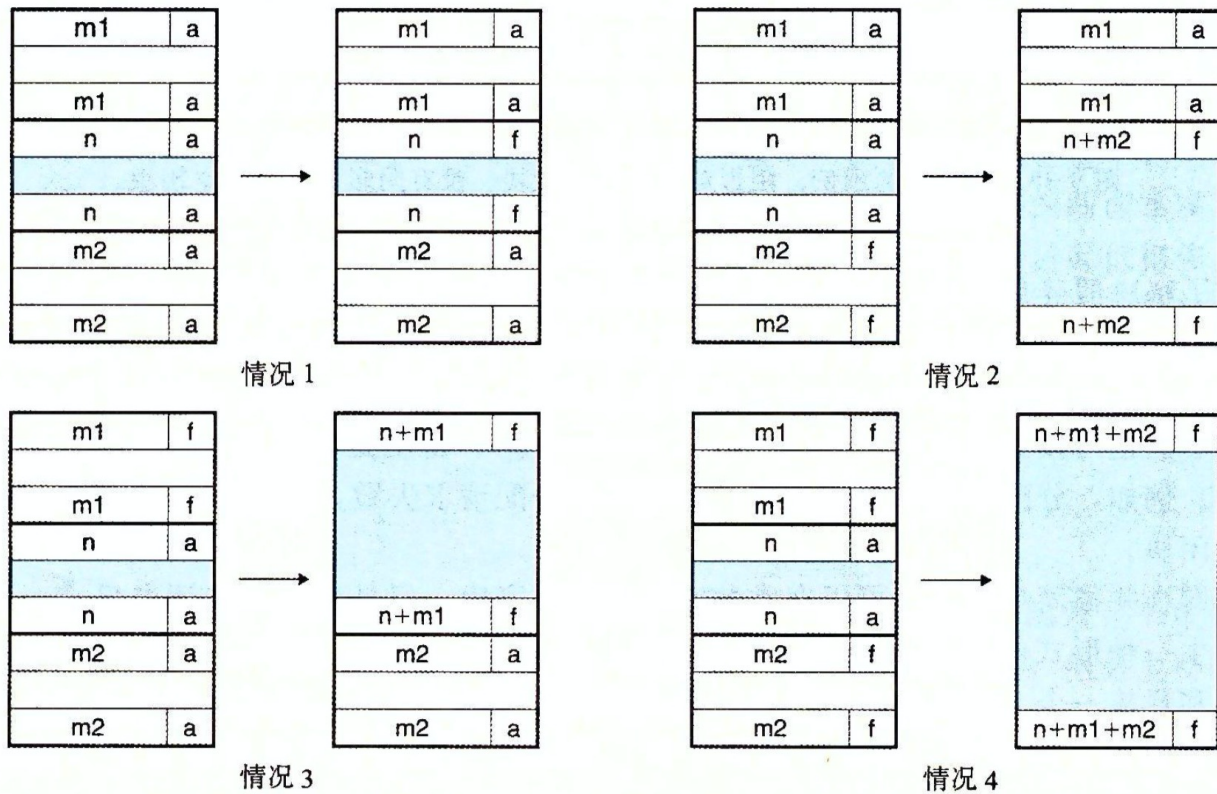 m1 a
m1 a
n a
n a
m2 a
m2 a
m1 a
m1 a
n f
n f
m2 a
m2 a
情况 1
m1 a
m1 a
n a
n a
m2 f
m2 f
m1 a
m1 a
n+m2 f
n+m2 f
情况 2
m1 f
m1 f
n a
n a
m2 a
m2 a
n+m1 f
n+m1 f
m2 a
m2 a
情况 3
m1 f
m1 f
n a
n a
m2 f
m2 f
n+m1+m2 f
n+m1+m2 f
情况 4